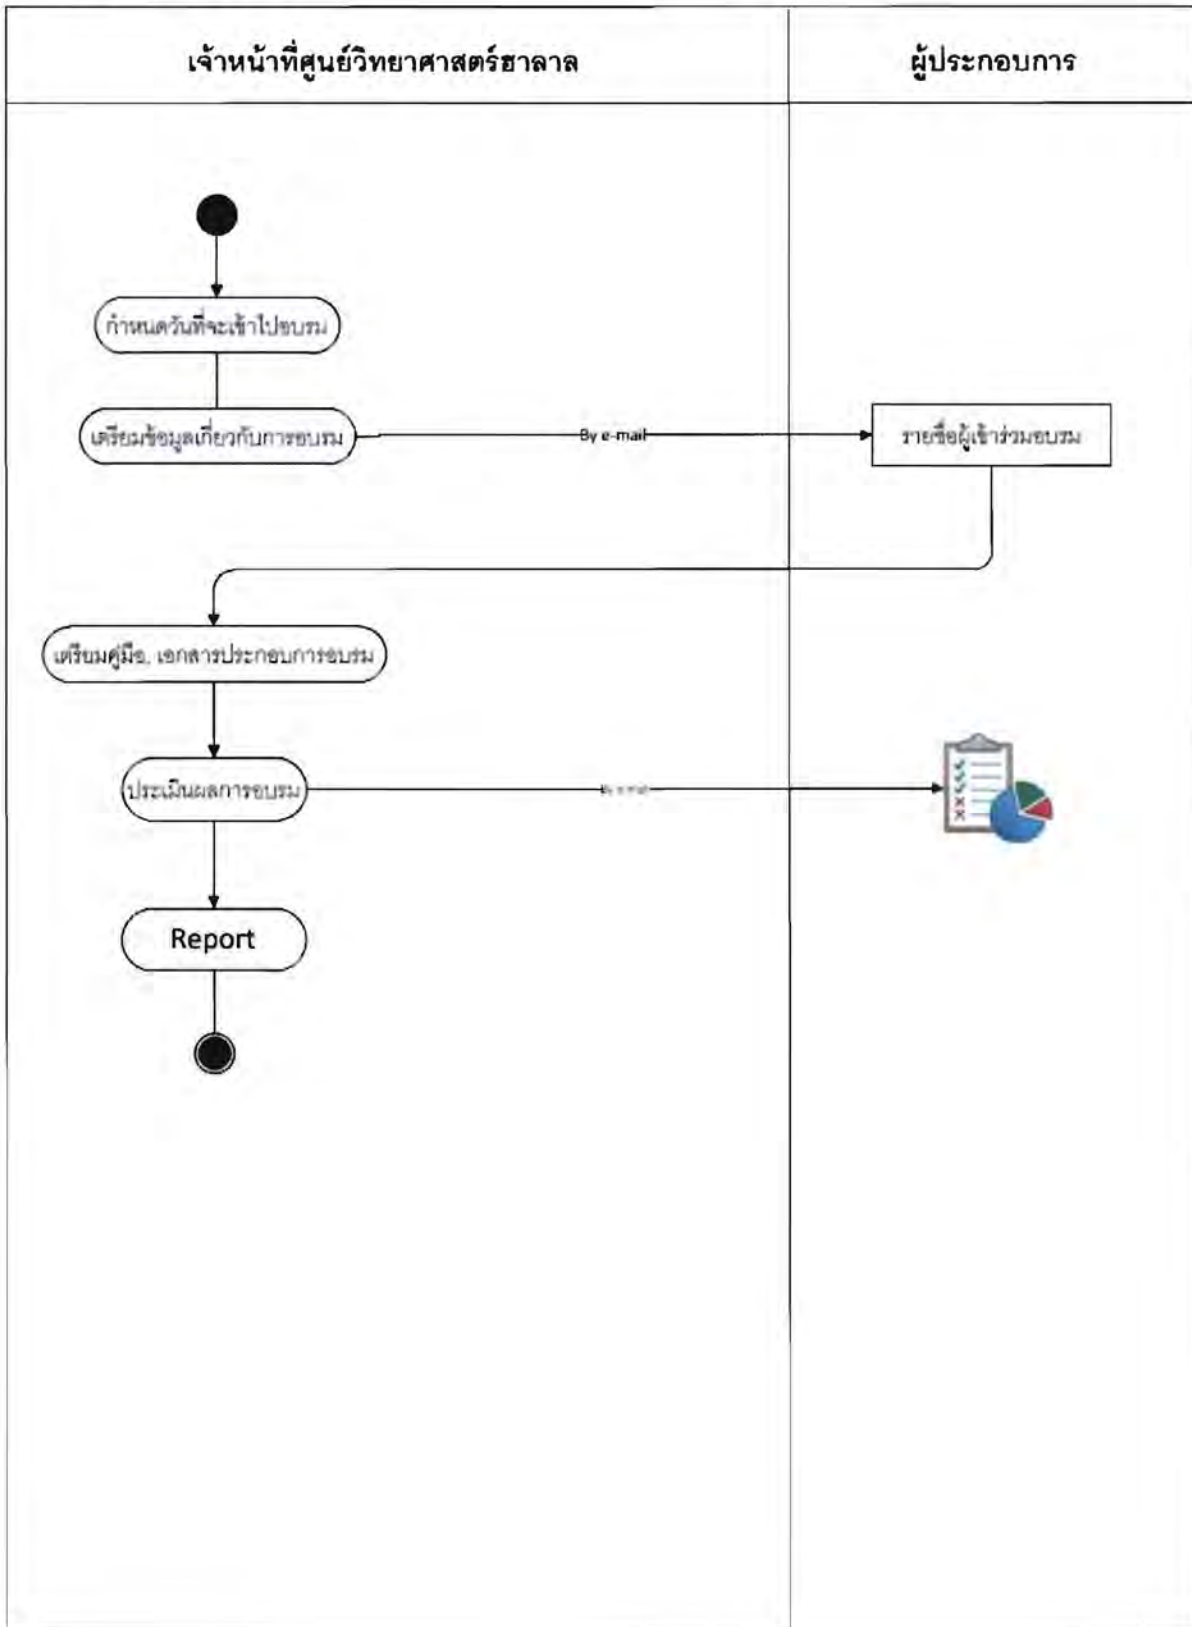 เจ้าหน้าที่ศูนย์วิทยาศาสตร์ฮาลาล
ผู้ประกอบการ
กำหนดวันที่จะเข้าไปอบรม
เตรียมข้อมูลเกี่ยวกับการอบรม
By e-mail
รายชื่อผู้เข้าร่วมอบรม
เตรียมคู่มือ, เอกสารประกอบการอบรม
ประเมินผลการอบรม
By e-mail
Report